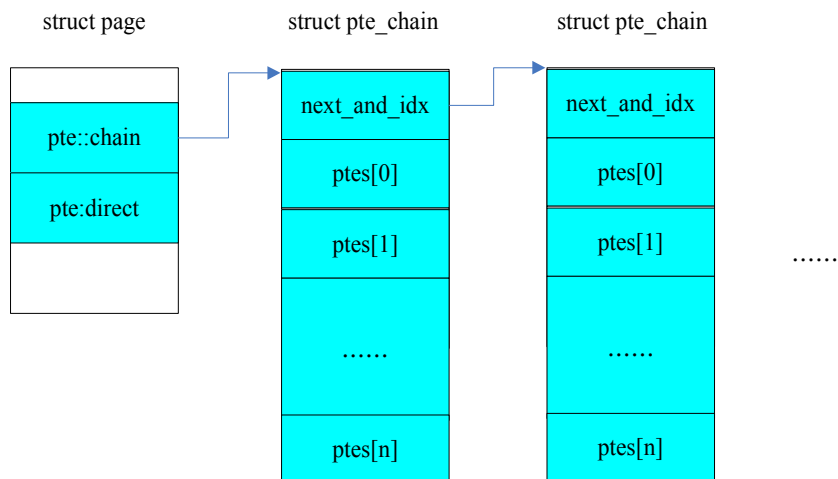 struct page
struct pte_chain
struct pte_chain
pte::chain
pte:direct
next_and_idx
ptes[0]
ptes[1]
......
ptes[n]
next_and_idx
ptes[0]
ptes[1]
......
ptes[n]
......